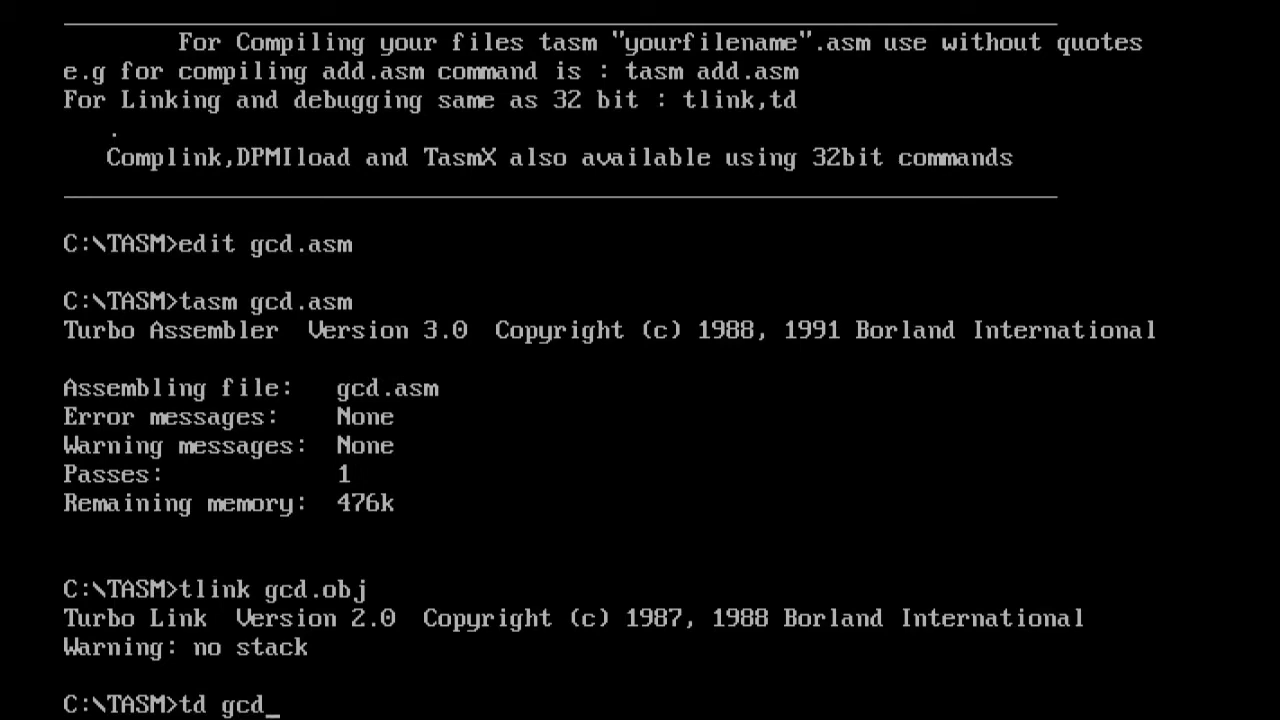 For Compiling your files tasm "yourfilename".asm use without quotes
e.g for compiling add.asm command is : tasm add.asm
For Linking and debugging same as 32 bit : tlink,td
.
Complink,DPMIload and TasmX also available using 32bit commands
C:\TASM>edit gcd.asm
C:\TASM>tasm gcd.asm
Turbo Assembler  Version 3.0  Copyright (c) 1988, 1991 Borland International
Assembling file:   gcd.asm
Error messages:    None
Warning messages:  None
Passes:            1
Remaining memory:  476k
C:\TASM>tlink gcd.obj
Turbo Link  Version 2.0  Copyright (c) 1987, 1988 Borland International
Warning: no stack
C:\TASM>td gcd_